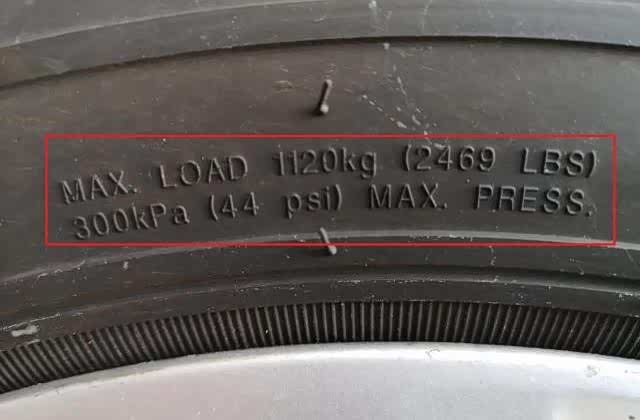 MAX. LOAD 1120kg (2469 LBS)
300kPa (44 psi) MAX. PRESS.